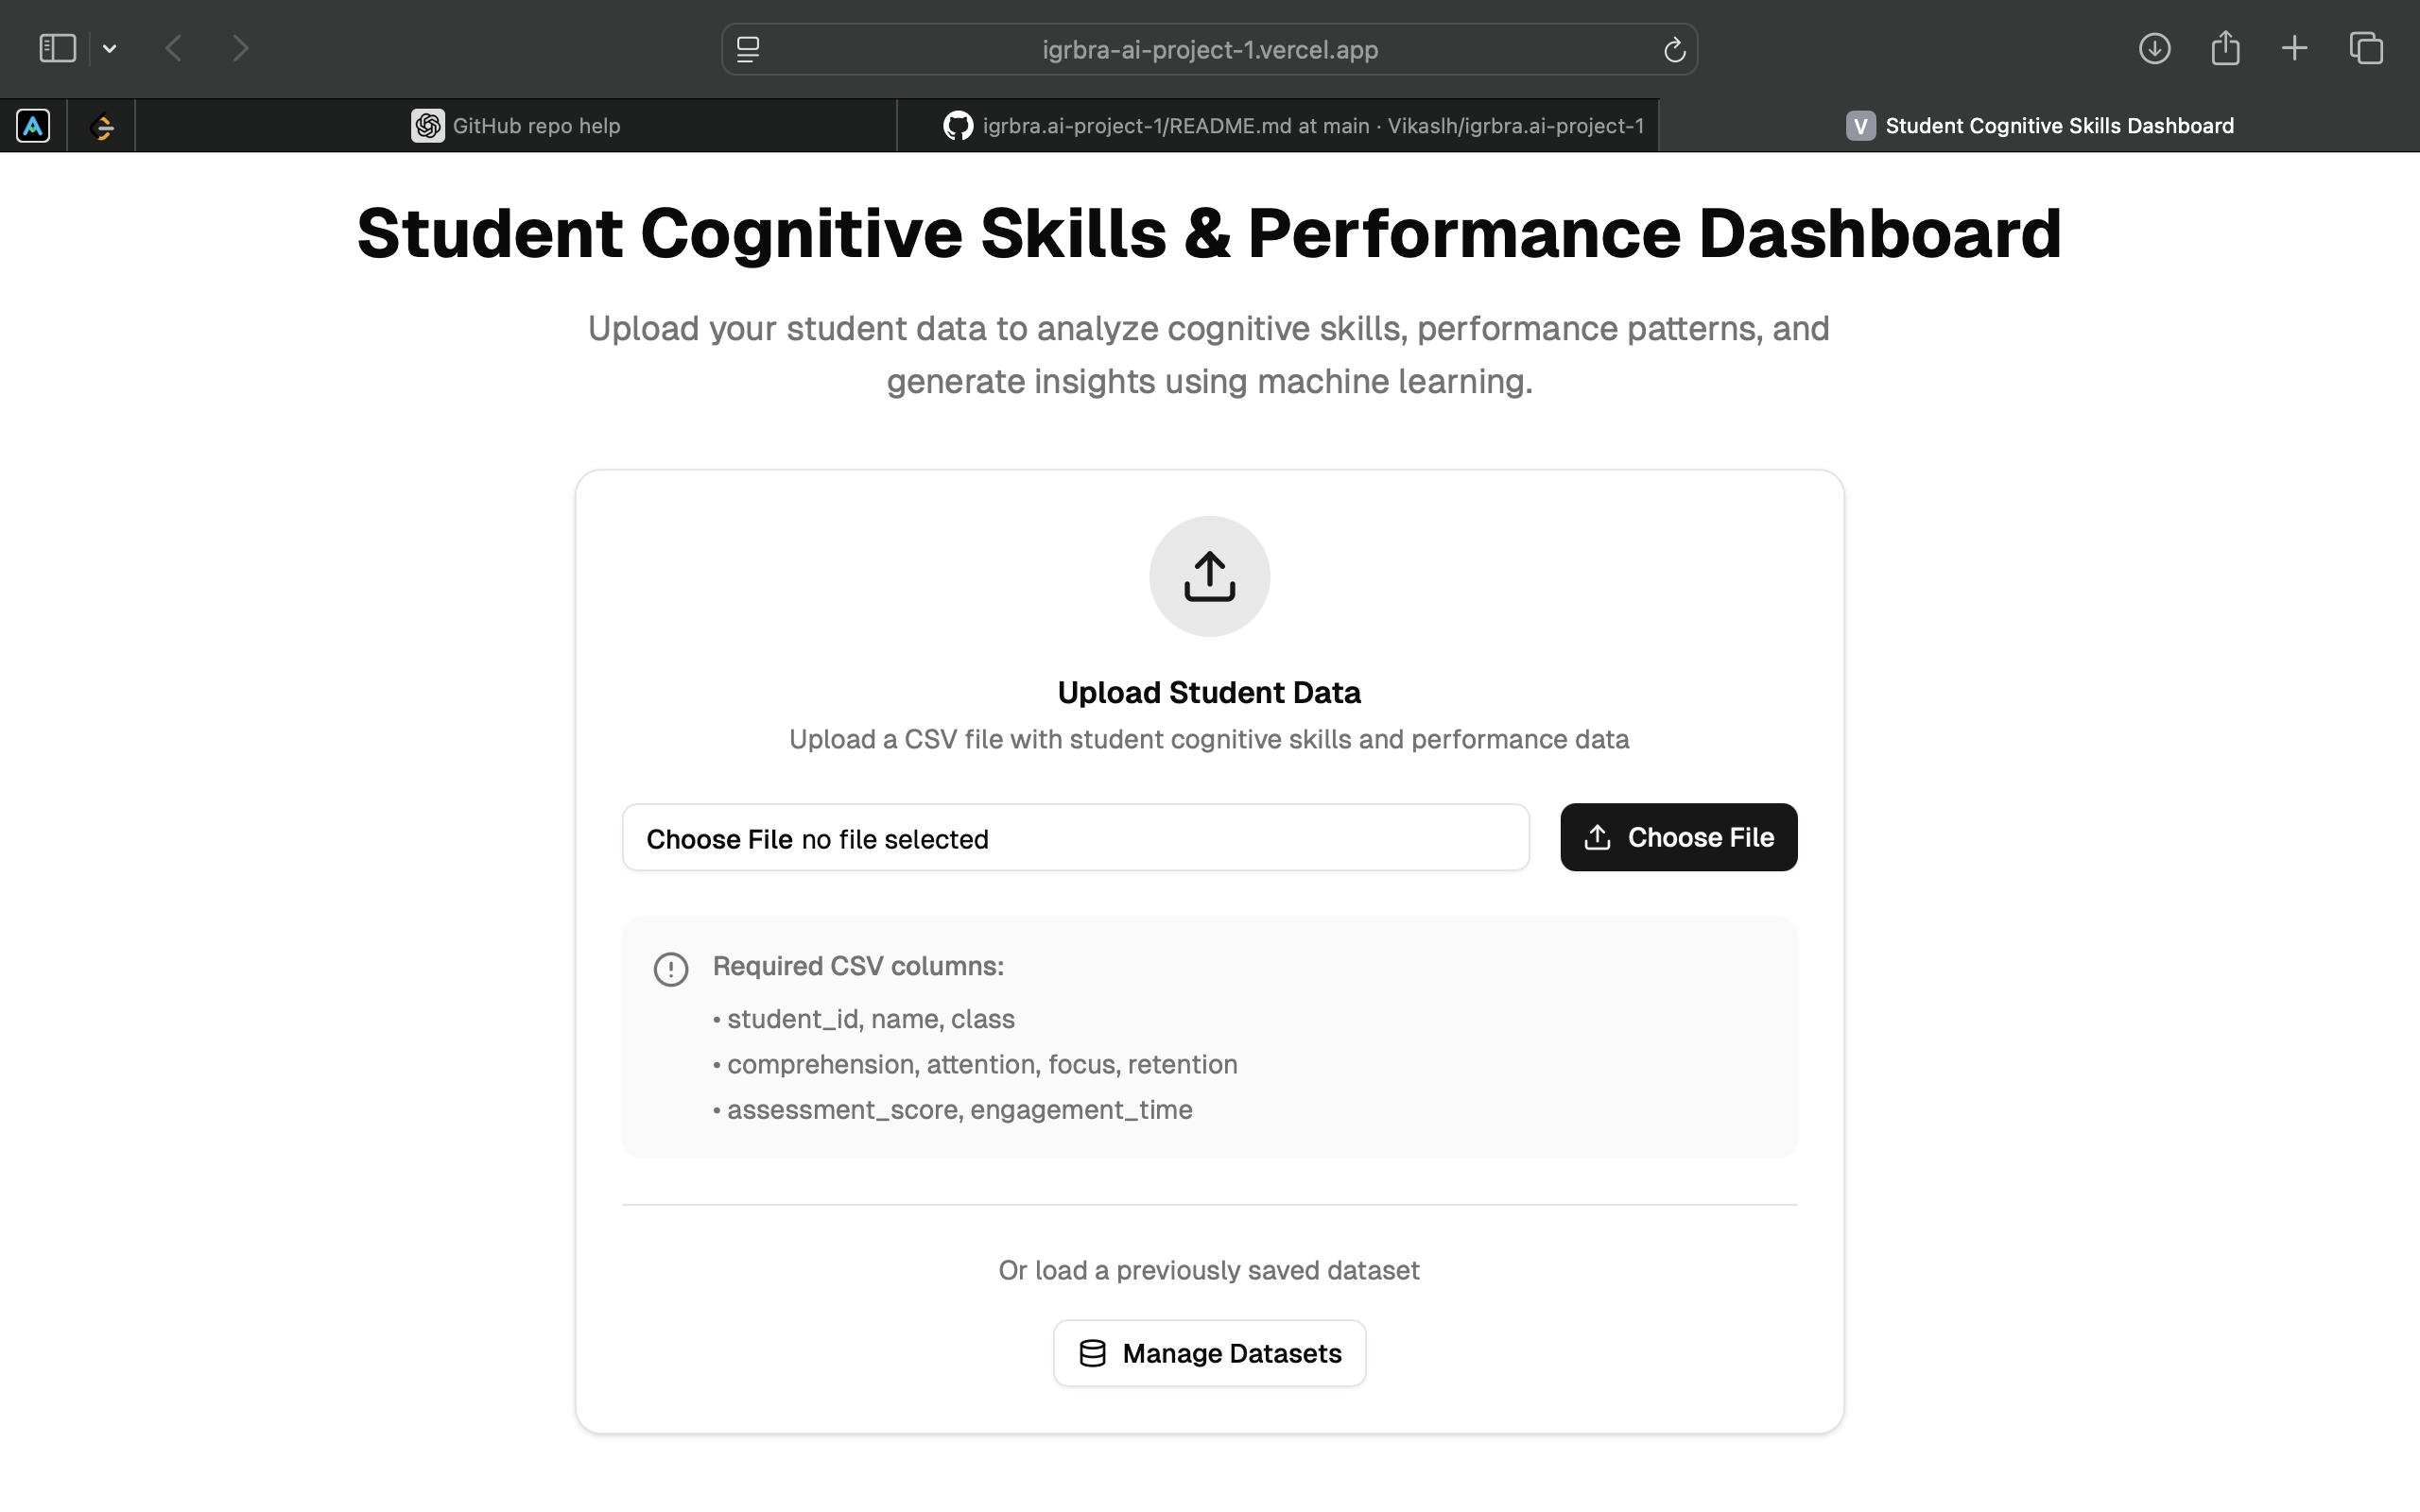 igrbra-ai-project-1.vercel.app
GitHub repo help
igrbra.ai-project-1/README.md at main · Vikaslh/igrbra.ai-project-1
V Student Cognitive Skills Dashboard
Student Cognitive Skills & Performance Dashboard
Upload your student data to analyze cognitive skills, performance patterns, and
generate insights using machine learning.
Upload Student Data
Upload a CSV file with student cognitive skills and performance data
Choose File no file selected
Choose File
Required CSV columns:
• student_id, name, class
• comprehension, attention, focus, retention
• assessment_score, engagement_time
Or load a previously saved dataset
Manage Datasets